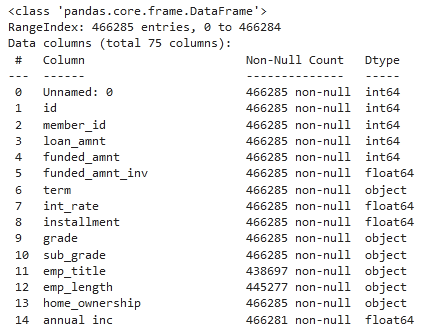 <class 'pandas.core.frame.DataFrame'>
RangeIndex: 466285 entries, 0 to 466284
Data columns (total 75 columns):
 #   Column                       Non-Null Count   Dtype
---  ------                       --------------   -----
 0   Unnamed: 0                   466285 non-null  int64
 1   id                           466285 non-null  int64
 2   member_id                    466285 non-null  int64
 3   loan_amnt                    466285 non-null  int64
 4   funded_amnt                  466285 non-null  int64
 5   funded_amnt_inv              466285 non-null  float64
 6   term                         466285 non-null  object
 7   int_rate                     466285 non-null  float64
 8   installment                  466285 non-null  float64
 9   grade                        466285 non-null  object
 10  sub_grade                    466285 non-null  object
 11  emp_title                    438697 non-null  object
 12  emp_length                   445277 non-null  object
 13  home_ownership               466285 non-null  object
 14  annual_inc                   466281 non-null  float64